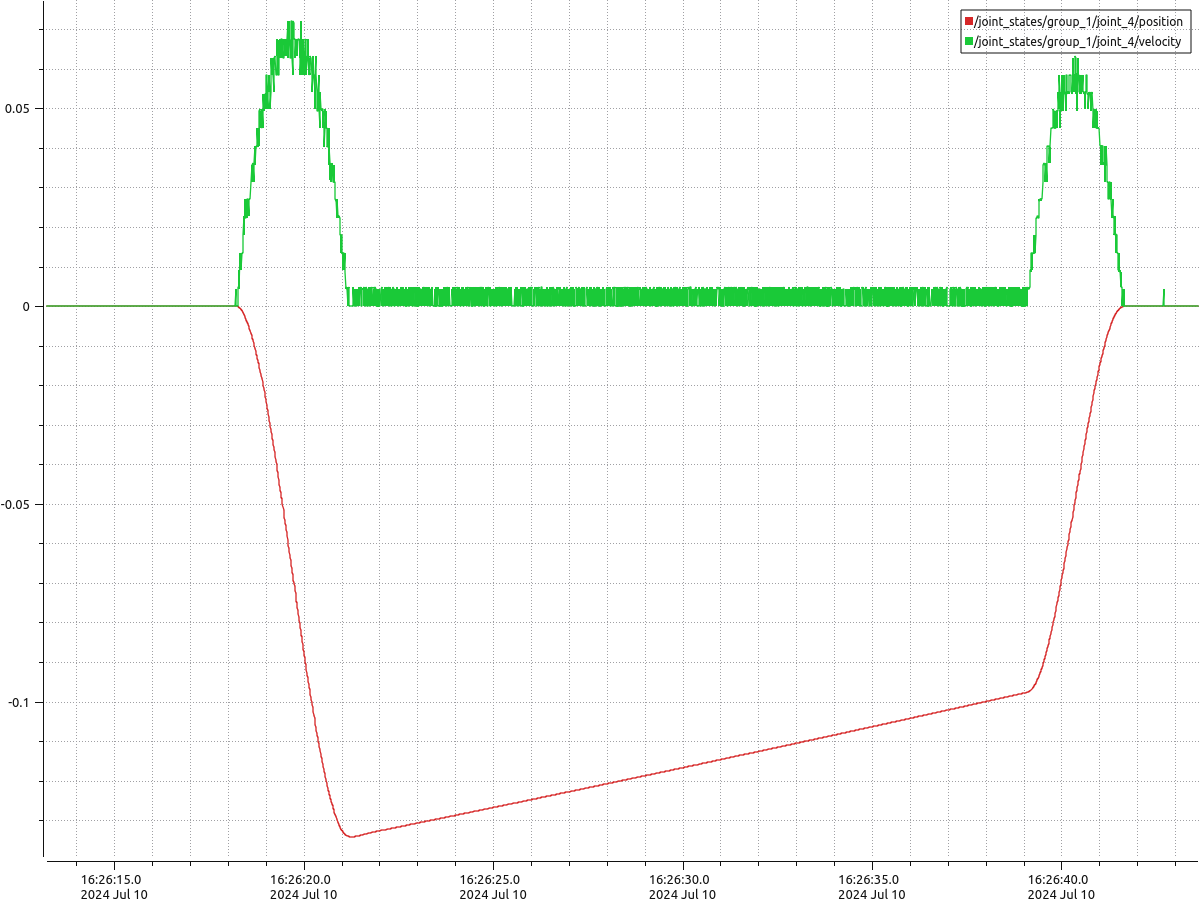 /joint_states/group_1/joint_4/position
/joint_states/group_1/joint_4/velocity
0.05
0
-0.05
-0.1
16:26:15.0 16:26:20.0 16:26:25.0 16:26:30.0 16:26:35.0 16:26:40.0
2024 Jul 10 2024 Jul 10 2024 Jul 10 2024 Jul 10 2024 Jul 10 2024 Jul 10